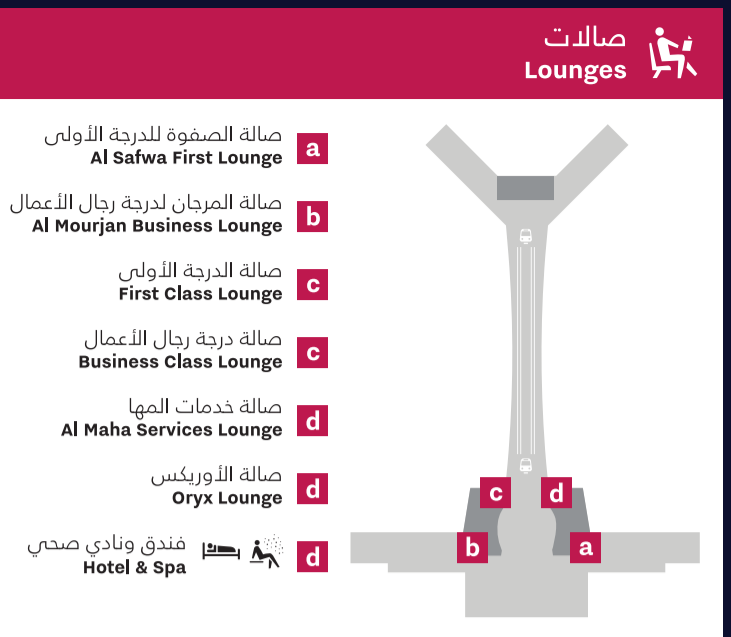 صالات
Lounges
صالة الصفوة للدرجة الأولى
Al Safwa First Lounge
a
صالة المرجان لدرجة رجال الأعمال
Al Mourjan Business Lounge
b
صالة الدرجة الأولى
First Class Lounge
c
صالة درجة رجال الأعمال
Business Class Lounge
c
صالة خدمات المها
Al Maha Services Lounge
d
صالة الأوريكس
Oryx Lounge
d
فندق ونادي صحي
Hotel & Spa
d
c
d
b
a